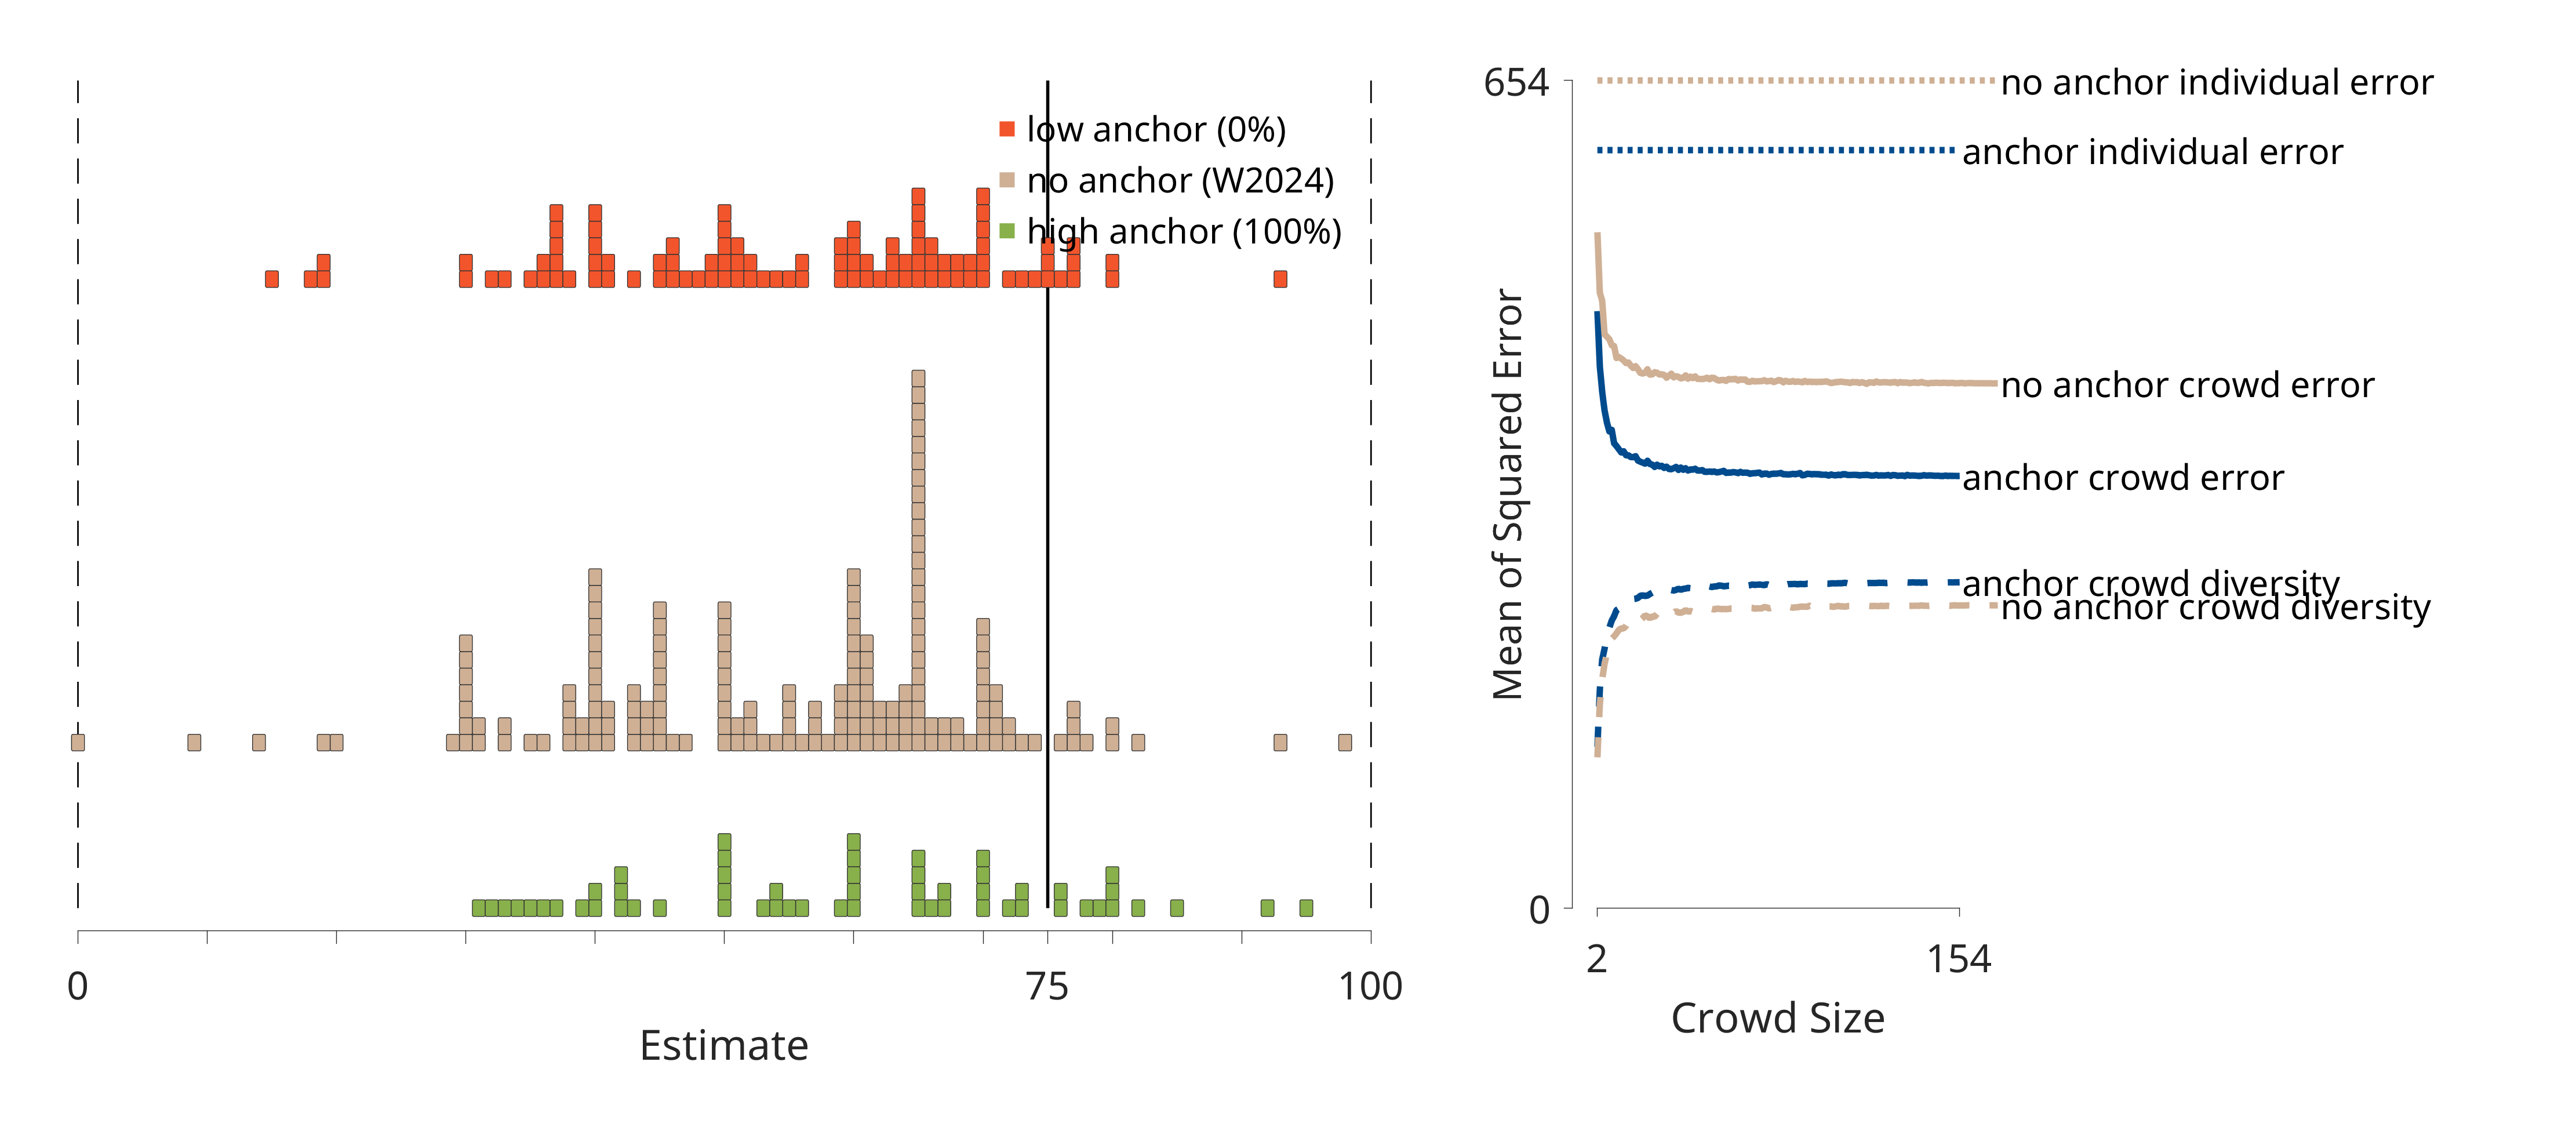 low anchor (0%)
no anchor (W2024)
high anchor (100%)
0
75
100
Estimate
654
0
Mean of Squared Error
no anchor individual error
anchor individual error
no anchor crowd error
anchor crowd error
anchor crowd diversity
no anchor crowd diversity
2
154
Crowd Size